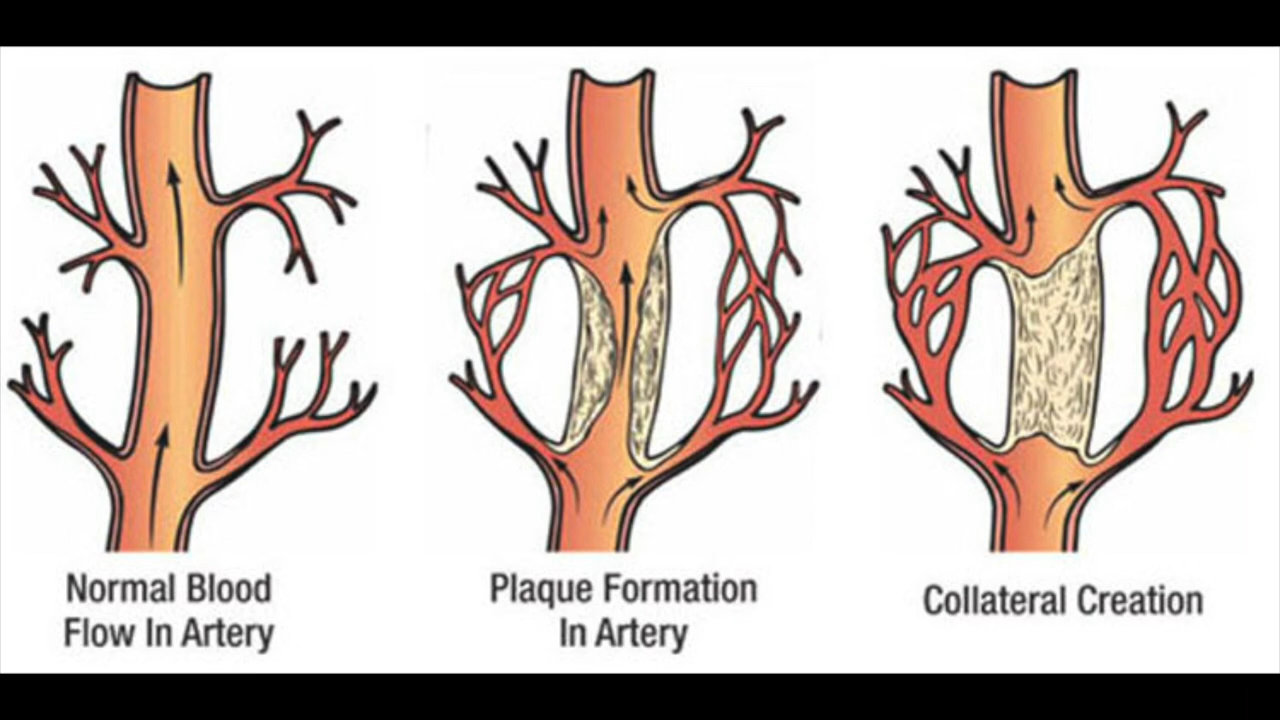 Normal Blood
Flow In Artery
Plaque Formation
In Artery
Collateral Creation